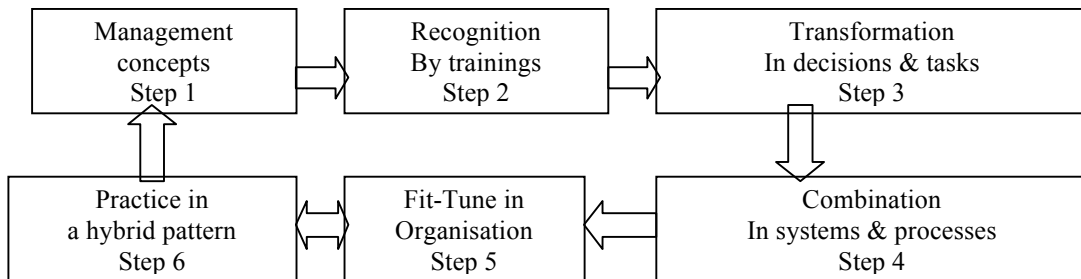 Management
concepts
Step 1
Recognition
By trainings
Step 2
Transformation
In decisions & tasks
Step 3
Practice in
a hybrid pattern
Step 6
Fit-Tune in
Organisation
Step 5
Combination
In systems & processes
Step 4